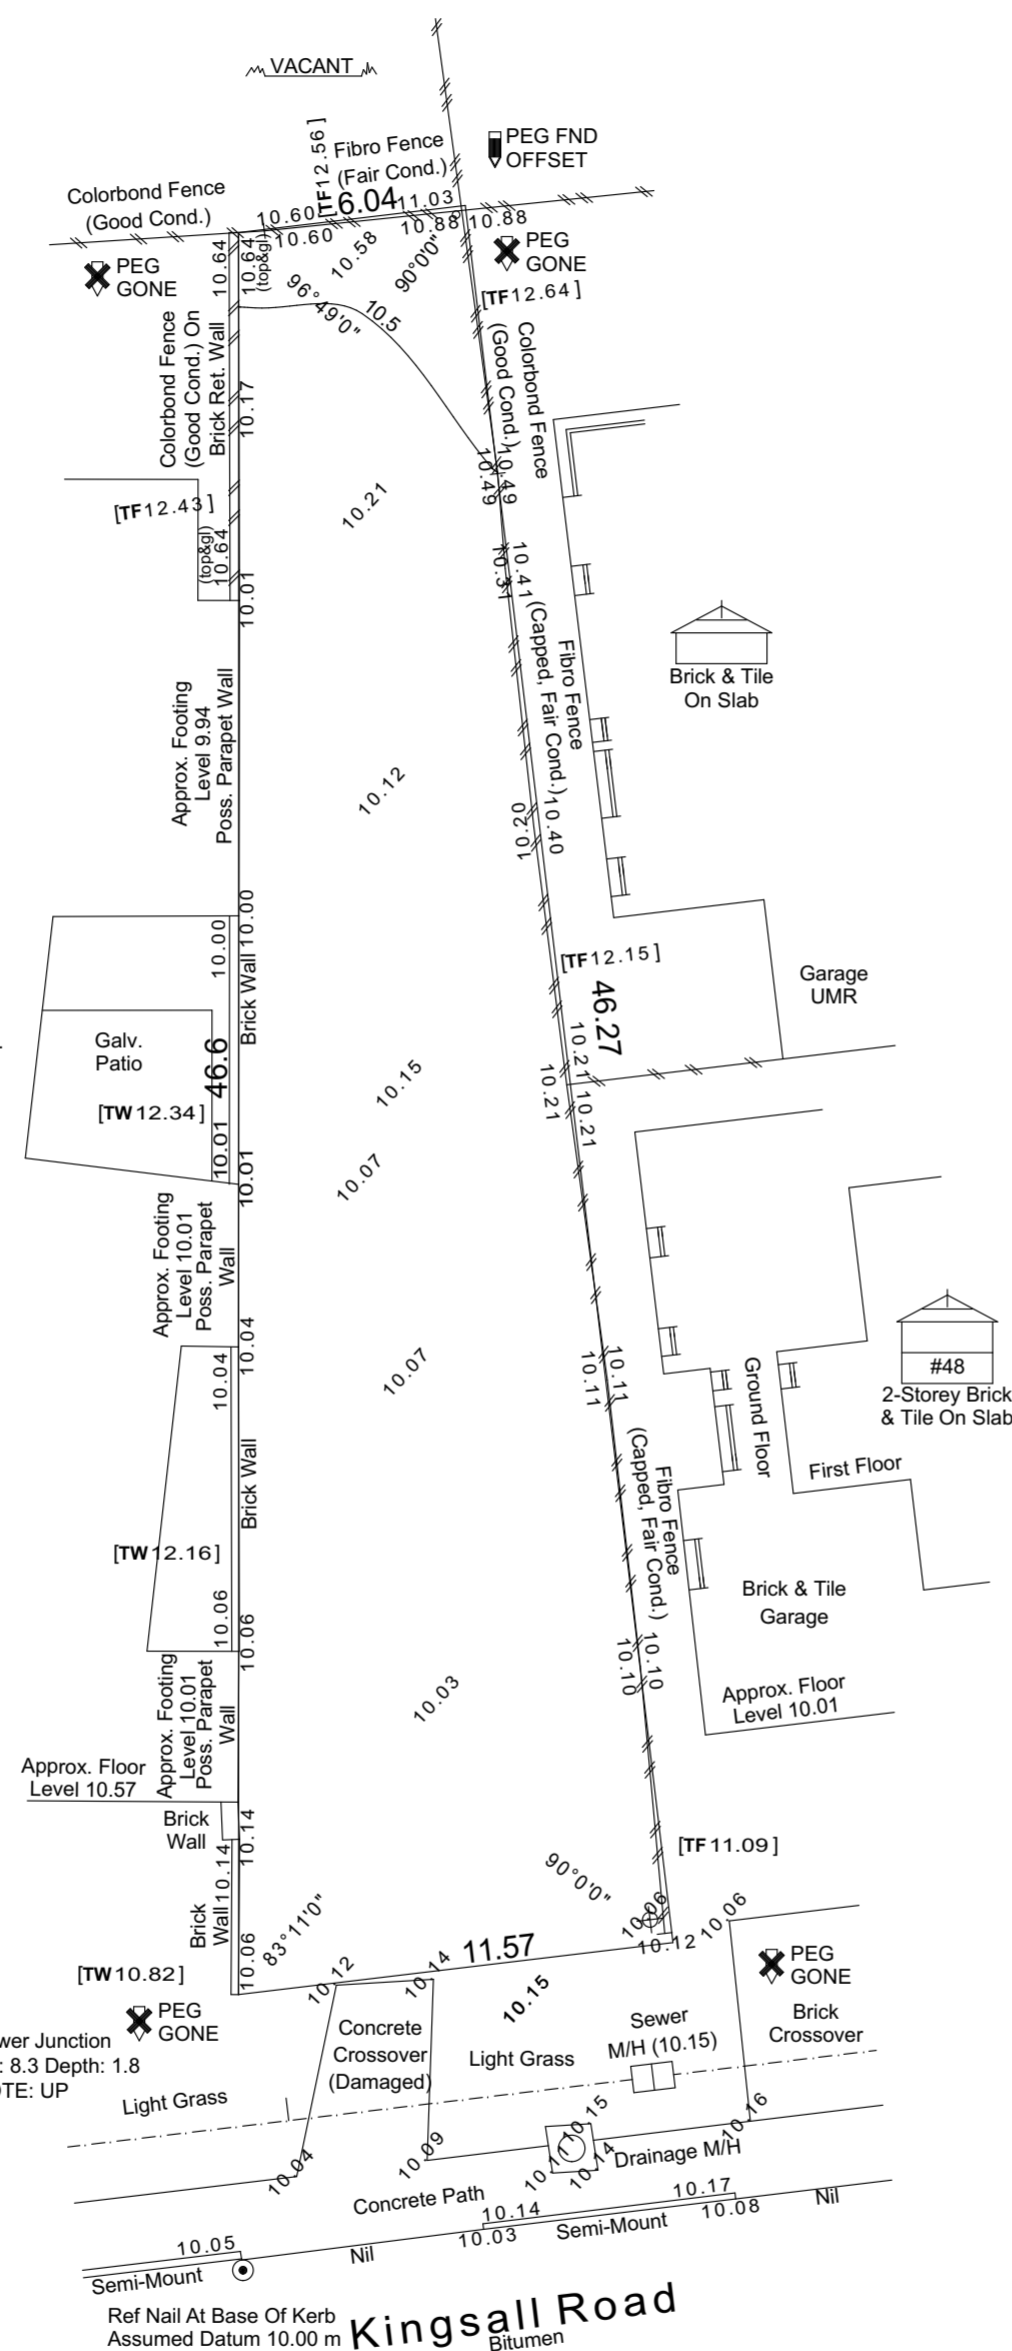 VACANT
PEG FND
OFFSET
Fibro Fence
(Fair Cond.)
[TF12.56]
Colorbond Fence
(Good Cond.)
10.60
6.04
11.03
10.60
10.88
10.88
10.58
90°0'0"
96°49'0"
10.5
PEG
GONE
PEG
GONE
10.64
10.64
(top&gl)
[TF12.64]
Colorbond Fence
(Good Cond.) On
Brick Ret. Wall
10.17
Colorbond Fence
(Good Cond.)
10.49
10.49
10.21
[TF12.43]
(top&gl)
10.64
10.01
10.31
10.41
Fibro Fence
(Capped, Fair Cond.)
Brick & Tile
On Slab
Approx. Footing
Level 9.94
Poss. Parapet Wall
10.12
10.20
10.40
10.00
10.00
Brick Wall
[TF12.15]
46.27
Garage
UMR
Galv.
Patio
46.6
[TW12.34]
10.15
10.21
10.21
10.21
10.01
10.01
10.07
Approx. Footing
Level 10.01
Poss. Parapet
Wall
10.04
10.04
10.07
10.11
10.11
Ground Floor
#48
2-Storey Brick
& Tile On Slab
First Floor
Brick Wall
Fibro Fence
(Capped, Fair Cond.)
[TW12.16]
Brick & Tile
Garage
10.06
10.06
10.10
10.10
Approx. Floor
Level 10.01
10.03
Approx. Footing
Level 10.01
Poss. Parapet
Wall
Approx. Floor
Level 10.57
Brick
Wall
10.14
10.14
[TF11.09]
Brick
Wall
10.06
83°11'0"
90°0'0"
10.06
10.06
10.12
11.57
10.12
10.14
[TW10.82]
PEG
GONE
PEG
GONE
10.15
wer Junction
: 8.3 Depth: 1.8
TE: UP
Concrete
Crossover
(Damaged)
Light Grass
Sewer
M/H (10.15)
Brick
Crossover
Light Grass
10.04
10.09
10.15
10.11
10.14
Drainage M/H
10.16
Concrete Path
10.14
10.17
10.03
Semi-Mount
10.08
Nil
10.05
Nil
Semi-Mount
Ref Nail At Base Of Kerb
Assumed Datum 10.00 m
Kingsall Road
Bitumen